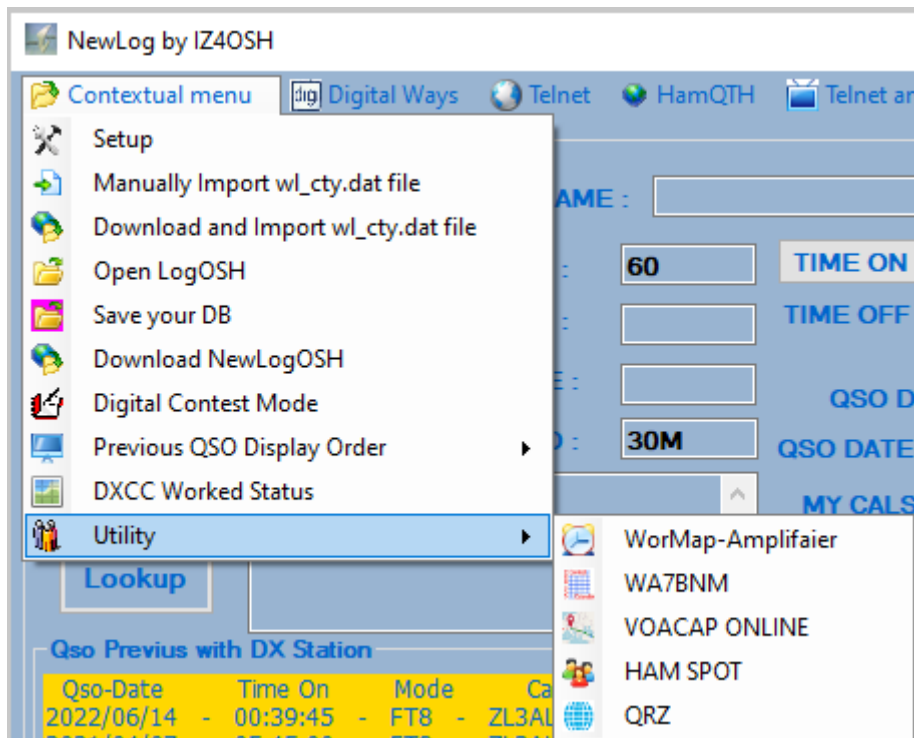 NewLog by IZ4OSH
Contextual menu
Digital Ways
Telnet
HamQTH
Telnet
Setup
Manually Import wl_cty.dat file
Download and Import wl_cty.dat file
Open LogOSH
Save your DB
Download NewLogOSH
Digital Contest Mode
Previous QSO Display Order
DXCC Worked Status
Utility
WorMap-Amplifaier
WA7BNM
VOACAP ONLINE
HAM SPOT
QRZ
AME :
: 60
TIME ON
:
TIME OFF
E :
QSO D
: 30M
QSO DATE
MY CALS
Lookup
Qso Previus with DX Station
Qso-Date Time On Mode Ca
2022/06/14 - 00:39:45 - FT8 - ZL3AL